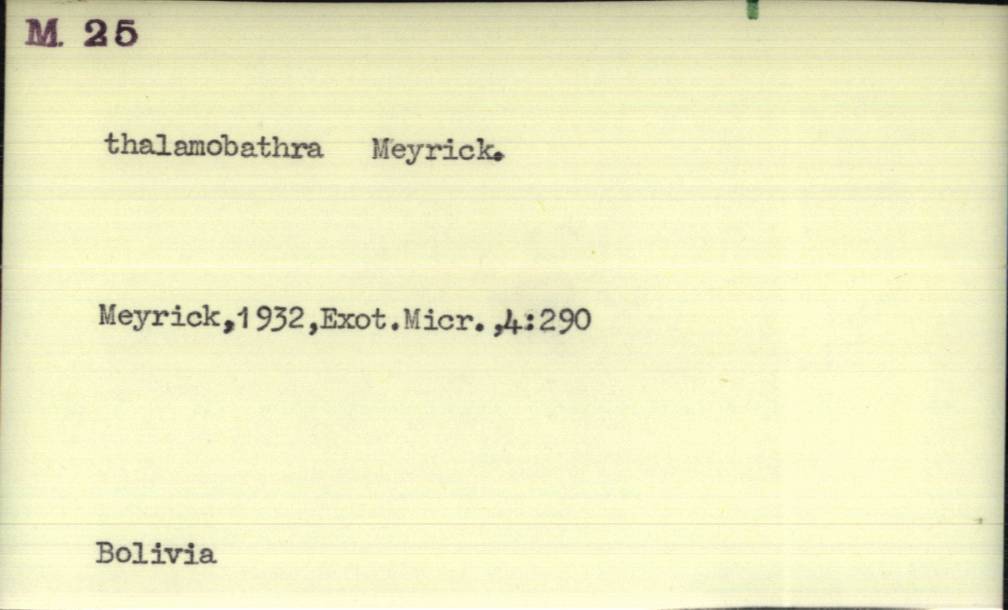 M. 25
thalamobathra Meyrick.
Meyrick,1932,Exot.Micr.,4:290
Bolivia